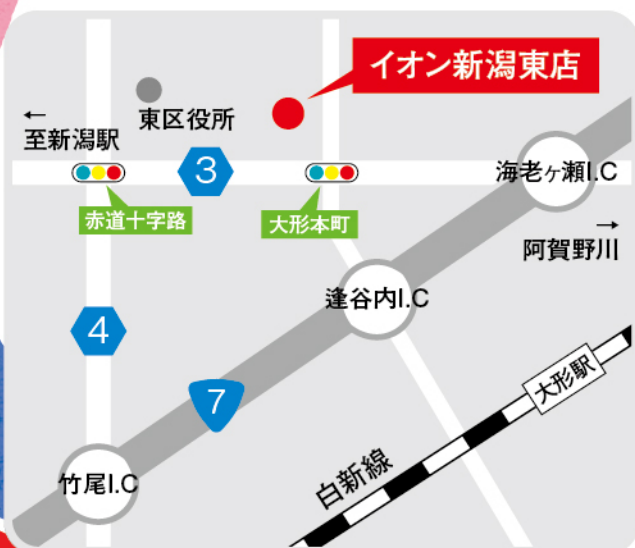 イオン新潟東店
←
至新潟駅
東区役所
3
海老ヶ瀬I.C
赤道十字路
大形本町
→
阿賀野川
逢谷内I.C
4
7
大形駅
白新線
竹尾I.C